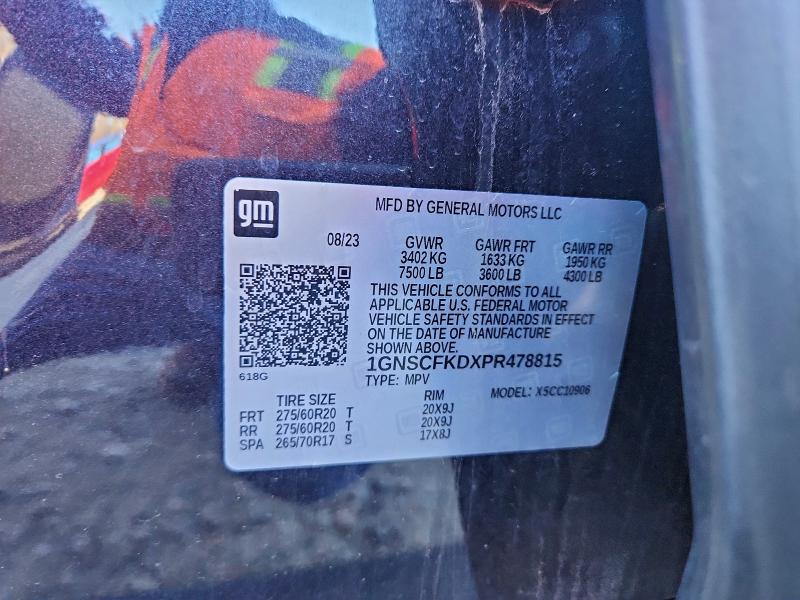 gm
MFD BY GENERAL MOTORS LLC
08/23
GVWR GAWR FRT GAWR RR
3402 KG 1633 KG 1950 KG
7500 LB 3600 LB 4300 LB
THIS VEHICLE CONFORMS TO ALL
APPLICABLE U.S. FEDERAL MOTOR
VEHICLE SAFETY STANDARDS IN EFFECT
ON THE DATE OF MANUFACTURE
SHOWN ABOVE.
1GNSCFKDXPR478815
618G
TYPE: MPV MODEL: XSCC10906
TIRE SIZE RIM
FRT 275/60R20 T 20X9J
RR 275/60R20 T 20X9J
SPA 265/70R17 S 17X8J